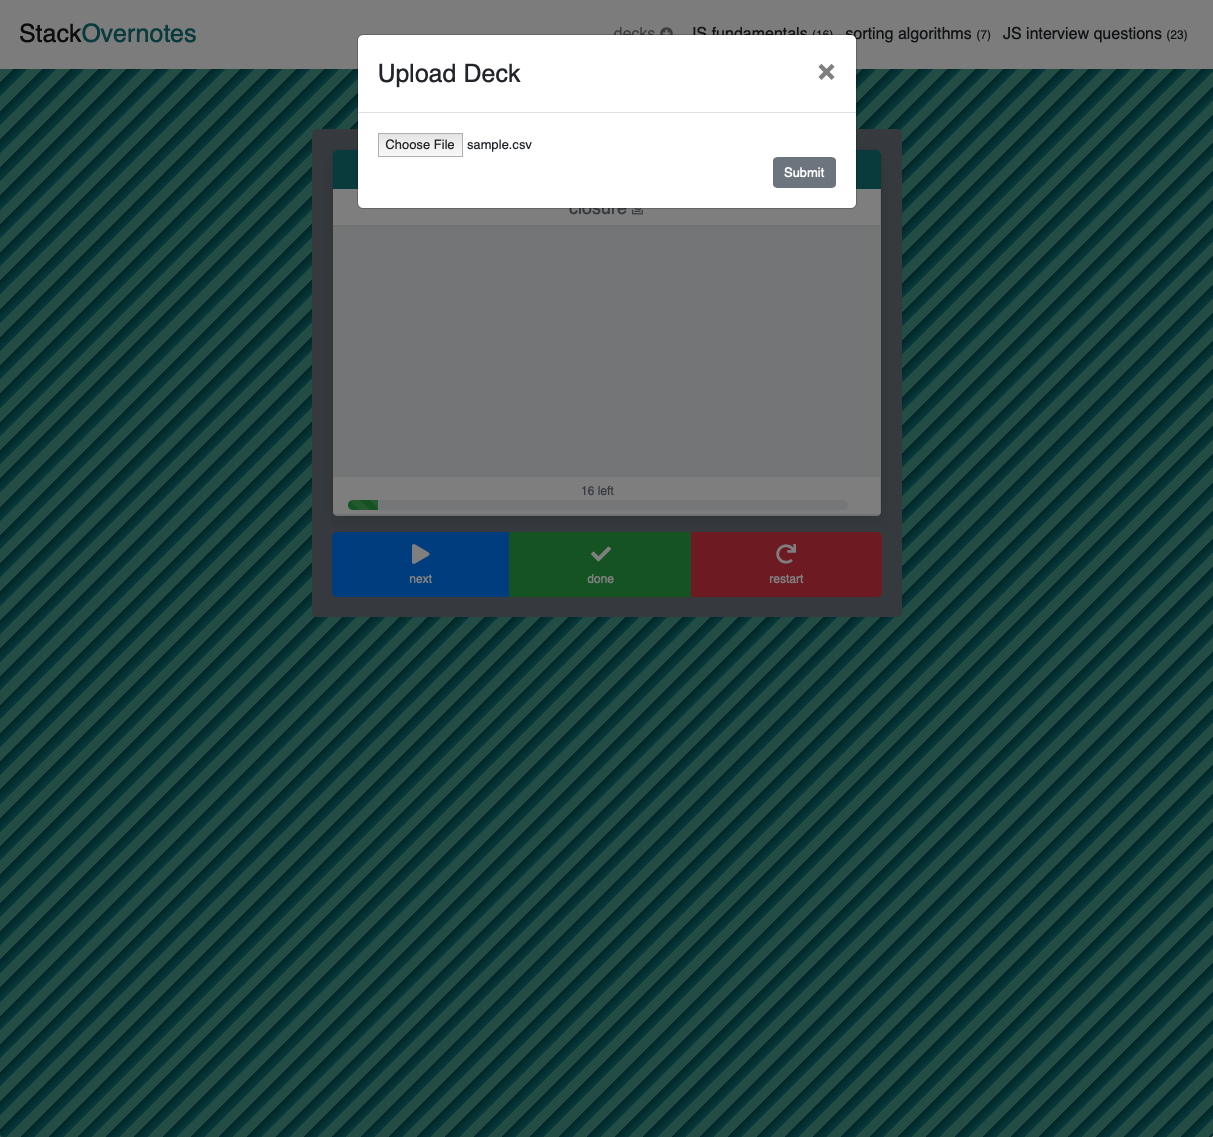 StackOvernotes
decks JS fundamentals (16) sorting algorithms (7) JS interview questions (23)
Upload Deck
Choose File sample.csv
Submit
closure
16 left
next done restart